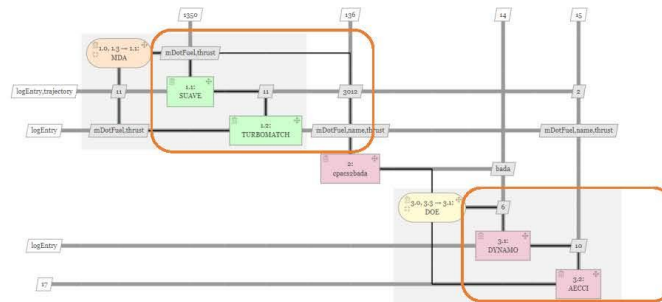 1350
136
14
15
1.0, 1.3 → 1.1:
MDA
mDotFuel,thrust
logEntry,trajectory
11
1.1:
SUAVE
11
3012
2
logEntry
mDotFuel,thrust
1.2:
TURBOMATCH
mDotFuel,name,thrust
mDotFuel,name,thrust
2:
cpacs2bada
bada
3.0, 3.3 → 3.1:
DOE
6
logEntry
3.1:
DYNAMO
10
17
3.2:
AECCI